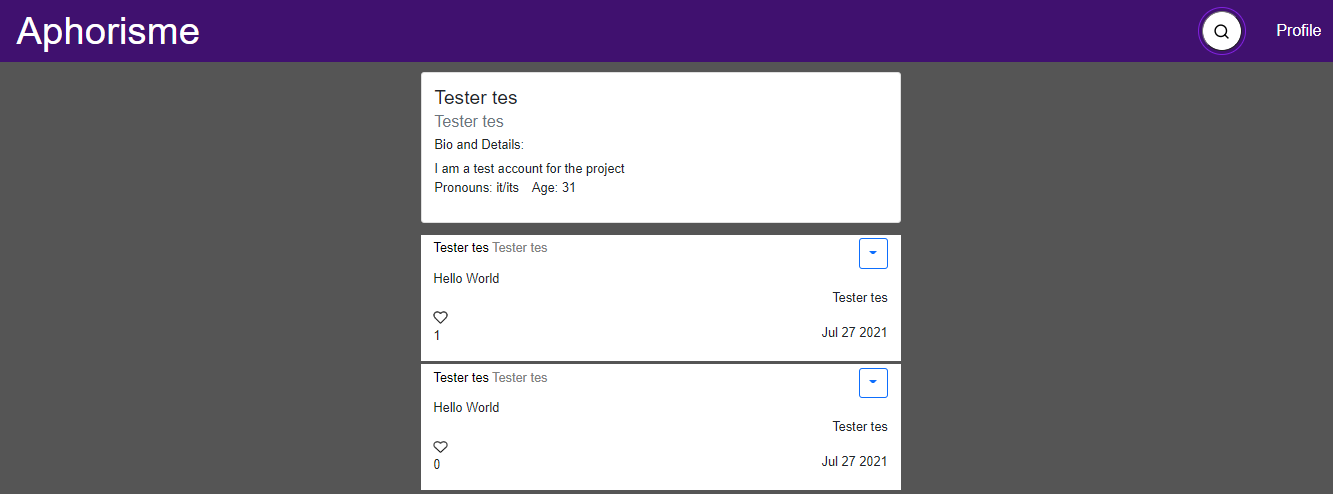 Aphorisme
Profile
Tester tes
Tester tes
Bio and Details:
I am a test account for the project
Pronouns: it/its Age: 31
Tester tes Tester tes
Hello World
Tester tes
1
Jul 27 2021
Tester tes Tester tes
Hello World
Tester tes
0
Jul 27 2021